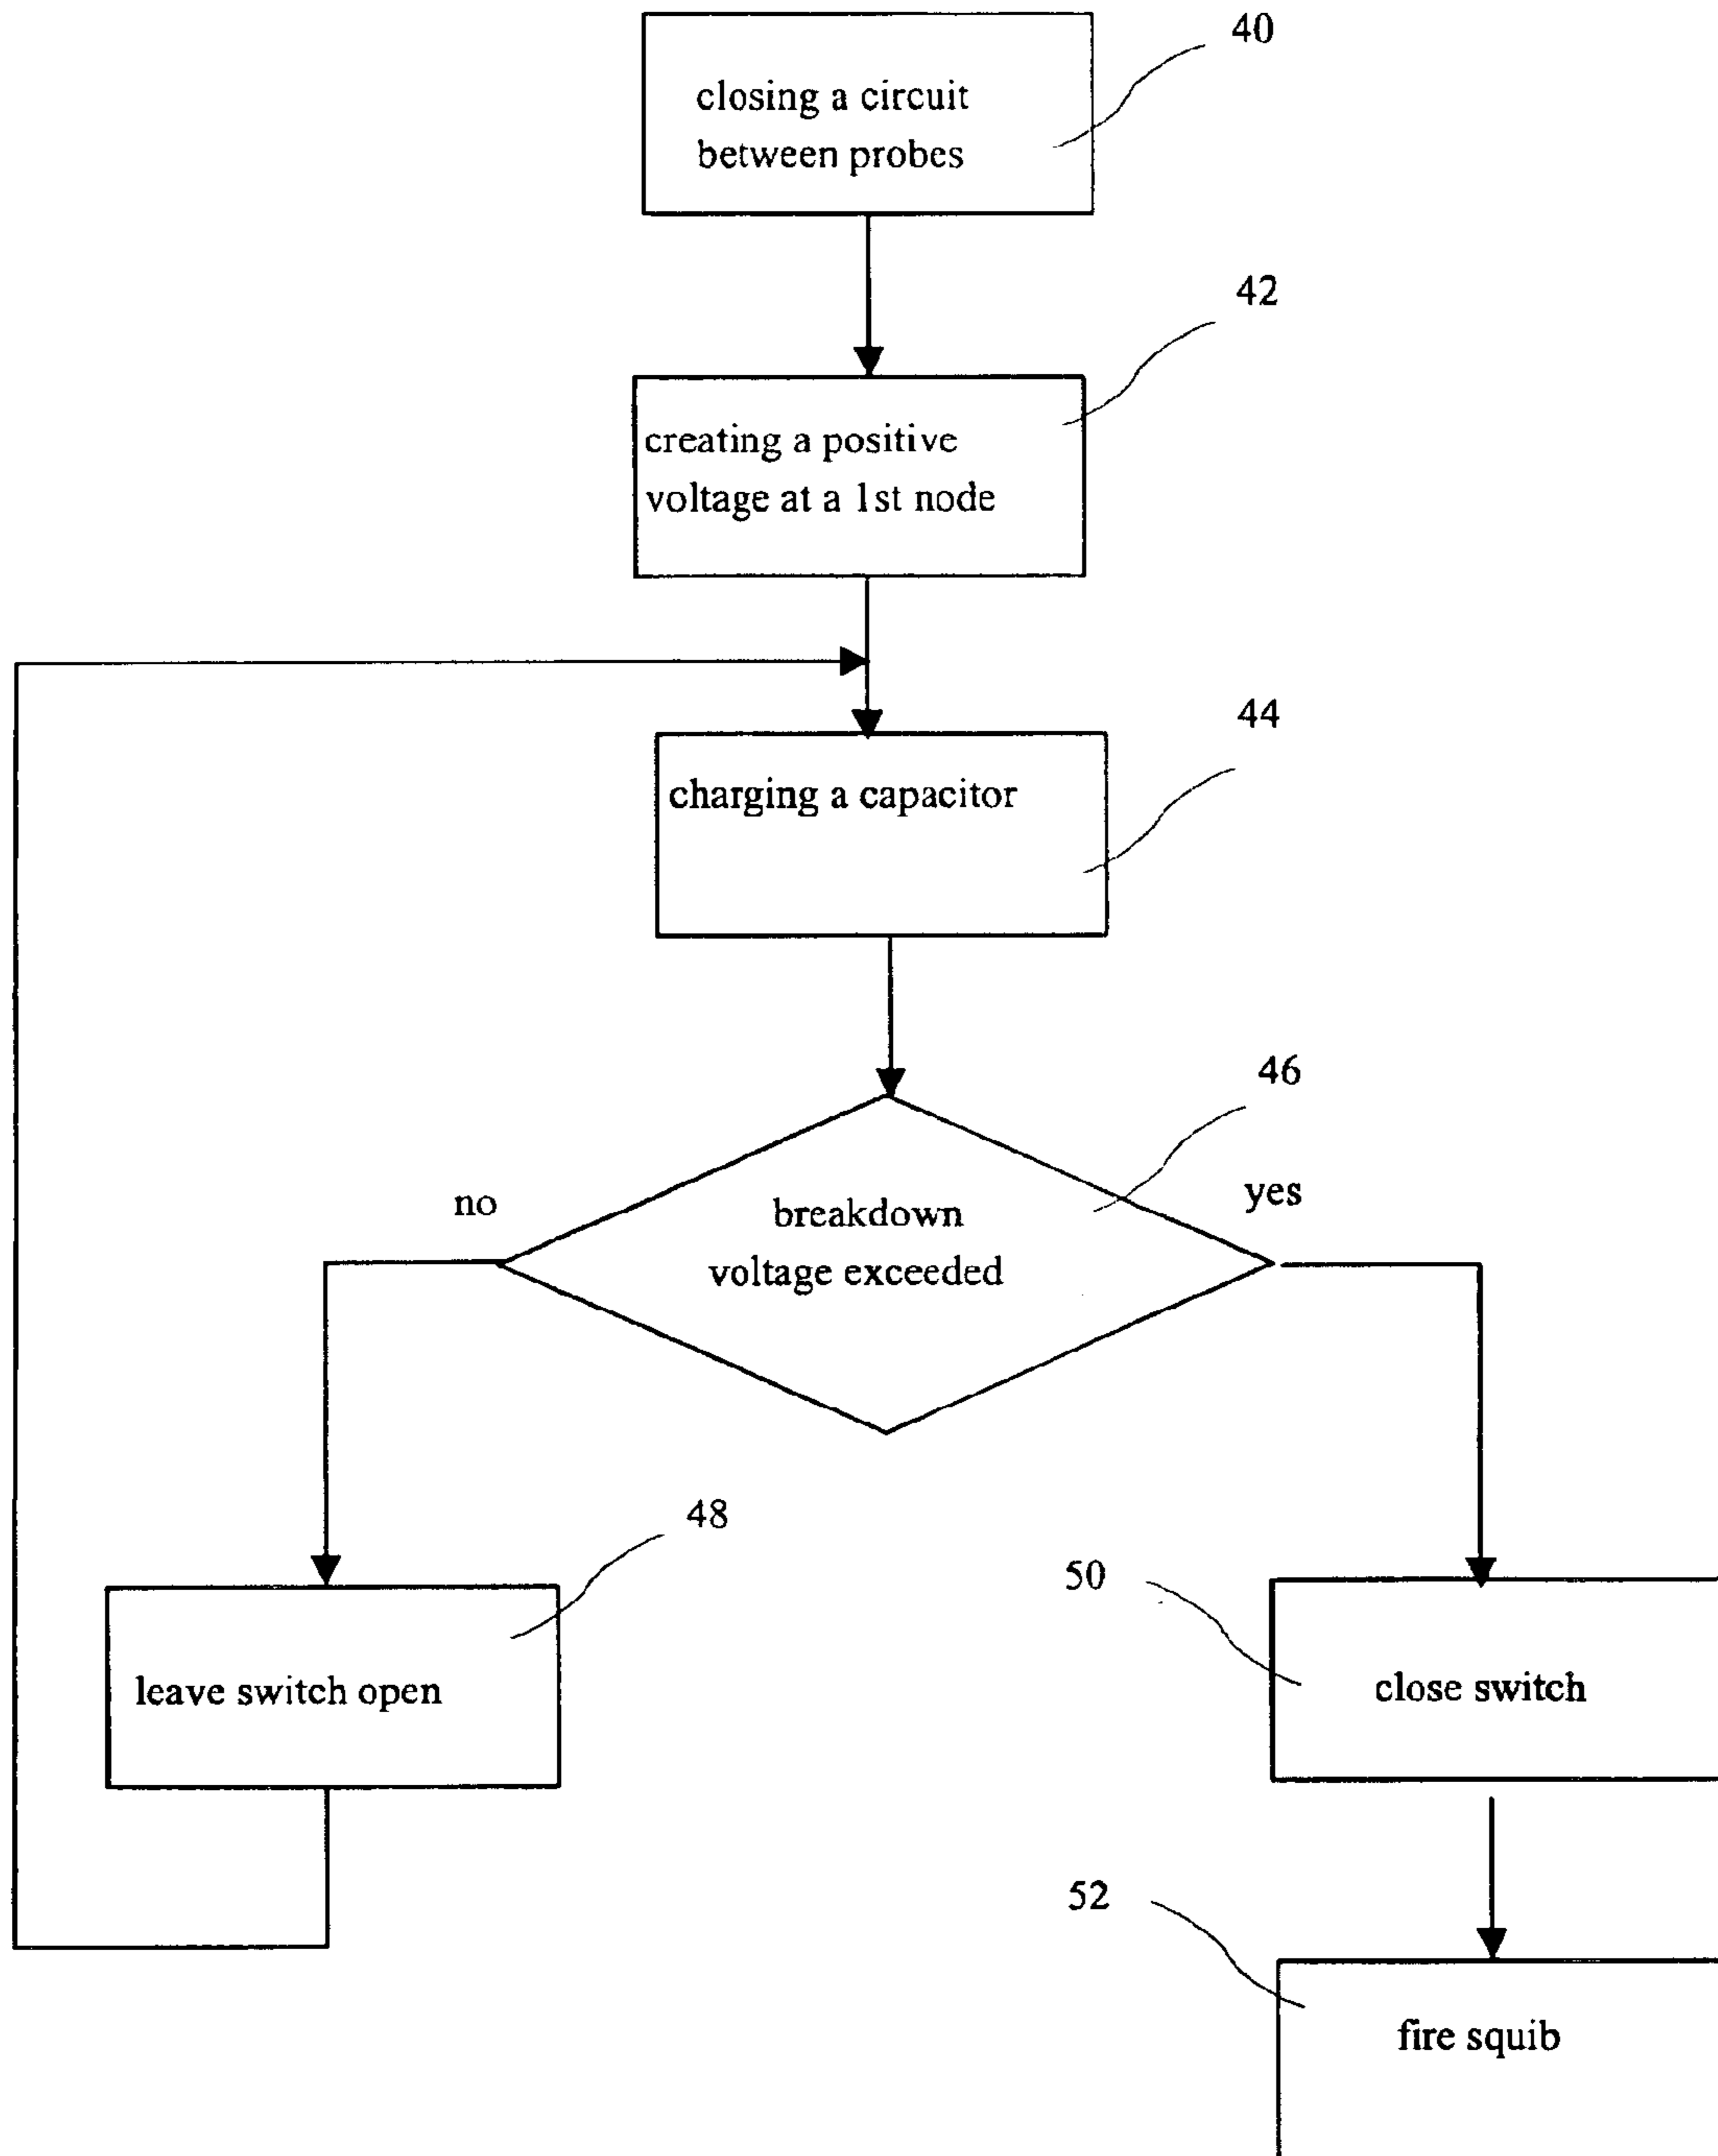 40
closing a circuit
between probes
42
creating a positive
voltage at a 1st node
44
charging a capacitor
46
no
yes
breakdown
voltage exceeded
48
leave switch open
50
close switch
52
fire squib